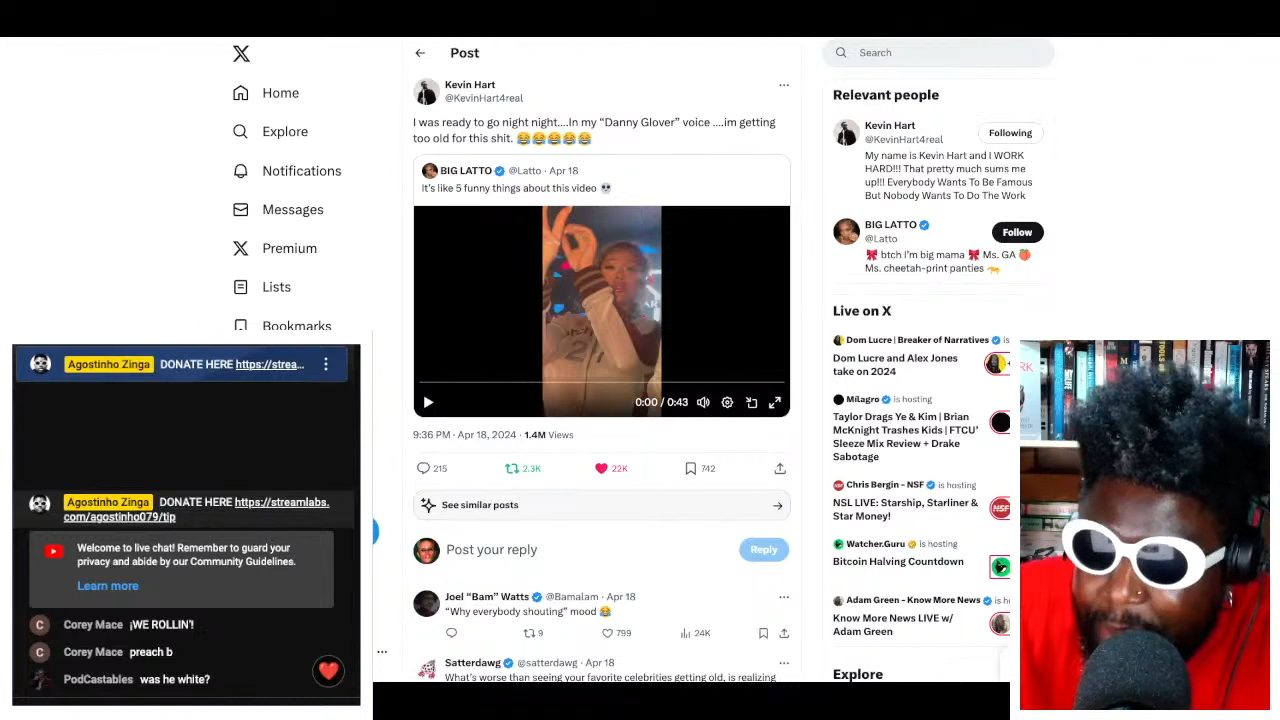 Home
Explore
Notifications
Messages
Premium
Lists
Bookmarks
Post
Kevin Hart
@KevinHart4real
I was ready to go night night....In my “Danny Glover” voice ....im getting
too old for this shit. 😂😂😂😂😂
BIG LATTO @Latto · Apr 18
It’s like 5 funny things about this video 💀
0:00 / 0:43
9:36 PM · Apr 18, 2024 · 1.4M Views
215 2.3K 22K 742
See similar posts
Post your reply
Reply
Joel “Bam” Watts @Bamalam · Apr 18
“Why everybody shouting” mood 😂
9 799 24K
Satterdawg @satterdawg · Apr 18
What’s worse than seeing your favorite celebrities getting old, is realizing
Search
Relevant people
Kevin Hart
@KevinHart4real
Following
My name is Kevin Hart and I WORK
HARD!!! That pretty much sums me
up!!! Everybody Wants To Be Famous
But Nobody Wants To Do The Work
BIG LATTO
@Latto
Follow
🎀 btch I’m big mama 🎀 Ms. GA 🍑
Ms. cheetah-print panties 🐆
Live on X
Dom Lucre | Breaker of Narratives is
Dom Lucre and Alex Jones
take on 2024
Milagro is hosting
Taylor Drags Ye & Kim | Brian
McKnight Trashes Kids | FTCU’
Sleeze Mix Review + Drake
Sabotage
Chris Bergin - NSF is hosting
NSL LIVE: Starship, Starliner &
Star Money!
Watcher.Guru is hosting
Bitcoin Halving Countdown
Adam Green - Know More News is h
Know More News LIVE w/
Adam Green
Explore
Agostinho Zinga DONATE HERE https://strea...
Agostinho Zinga DONATE HERE https://streamlabs.
com/agostinho079/tip
Welcome to live chat! Remember to guard your
privacy and abide by our Community Guidelines.
Learn more
C Corey Mace ¡WE ROLLIN'!
C Corey Mace preach b
PodCastables was he white?